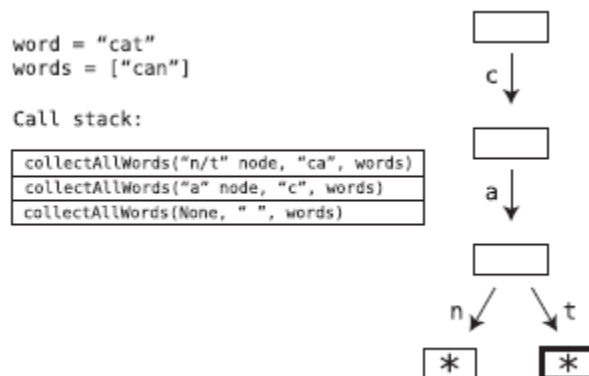 word = “cat”
words = [“can”]
Call stack:
collectAllWords(“n/t” node, “ca”, words)
collectAllWords(“a” node, “c”, words)
collectAllWords(None, “ ”, words)
c
a
n t
* *